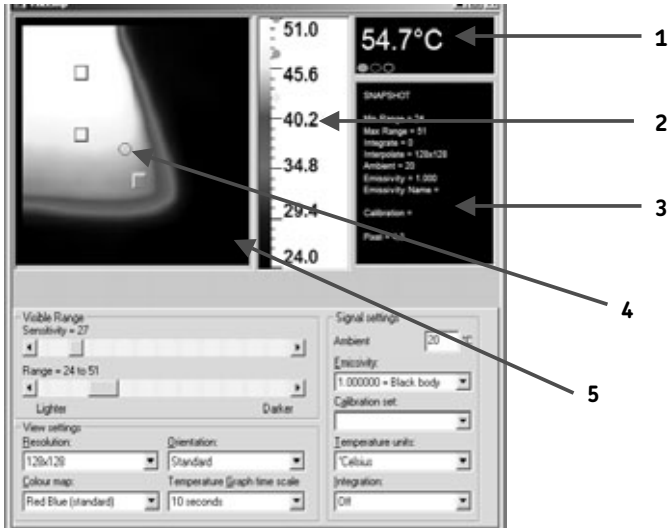 51.0
45.6
40.2
34.8
29.4
24.0
54.7°C
SNAPSHOT
Max Range = 51
Integrate = 0
Interpolate = 128x128
Ambient = 20
Emissivity = 1.000
Emissivity Name =
Calibration =
Pixel =
1
2
3
4
5
Visible Range
Sensitivity = 27
Range = 24 to 51
Lighter Darker
View settings
Resolution: Orientation:
128x128 Standard
Colour map: Temperature Graph time scale
Red Blue (standard) 10 seconds
Signal settings
Ambient 20 °C
Emissivity:
1.000000 = Black body
Calibration set:
Temperature units:
°Celsius
Integration:
Off